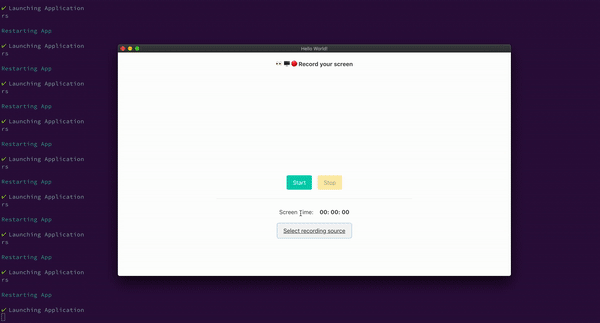 ✔ Launching Application
rs
Restarting App
✔ Launching Application
rs
Restarting App
✔ Launching Application
rs
Restarting App
✔ Launching Application
rs
Restarting App
✔ Launching Application
rs
Restarting App
✔ Launching Application
rs
Restarting App
✔ Launching Application
rs
Restarting App
✔ Launching Application
rs
Restarting App
✔ Launching Application
Hello World!
Record your screen
Start
Stop
Screen Time: 00: 00: 00
Select recording source